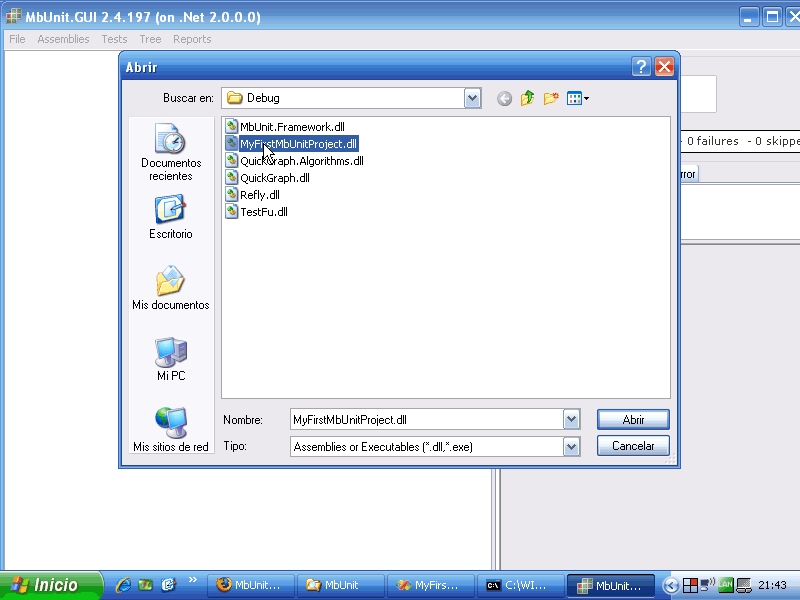 MbUnit.GUI 2.4.197 (on .Net 2.0.0.0)
File Assemblies Tests Tree Reports
Abrir
Buscar en: Debug
MbUnit.Framework.dll
MyFirstMbUnitProject.dll
QuickGraph.Algorithms.dll
QuickGraph.dll
Refly.dll
TestFu.dll
Documentos
recientes
Escritorio
Mis documentos
Mi PC
Mis sitios de red
Nombre: MyFirstMbUnitProject.dll Abrir
Tipo: Assemblies or Executables (*.dll,*.exe) Cancelar
- 0 failures - 0 skippe
rror
Inicio » MbUnit... MbUnit MyFirs... C:\WI... MbUnit... LAN 21:43